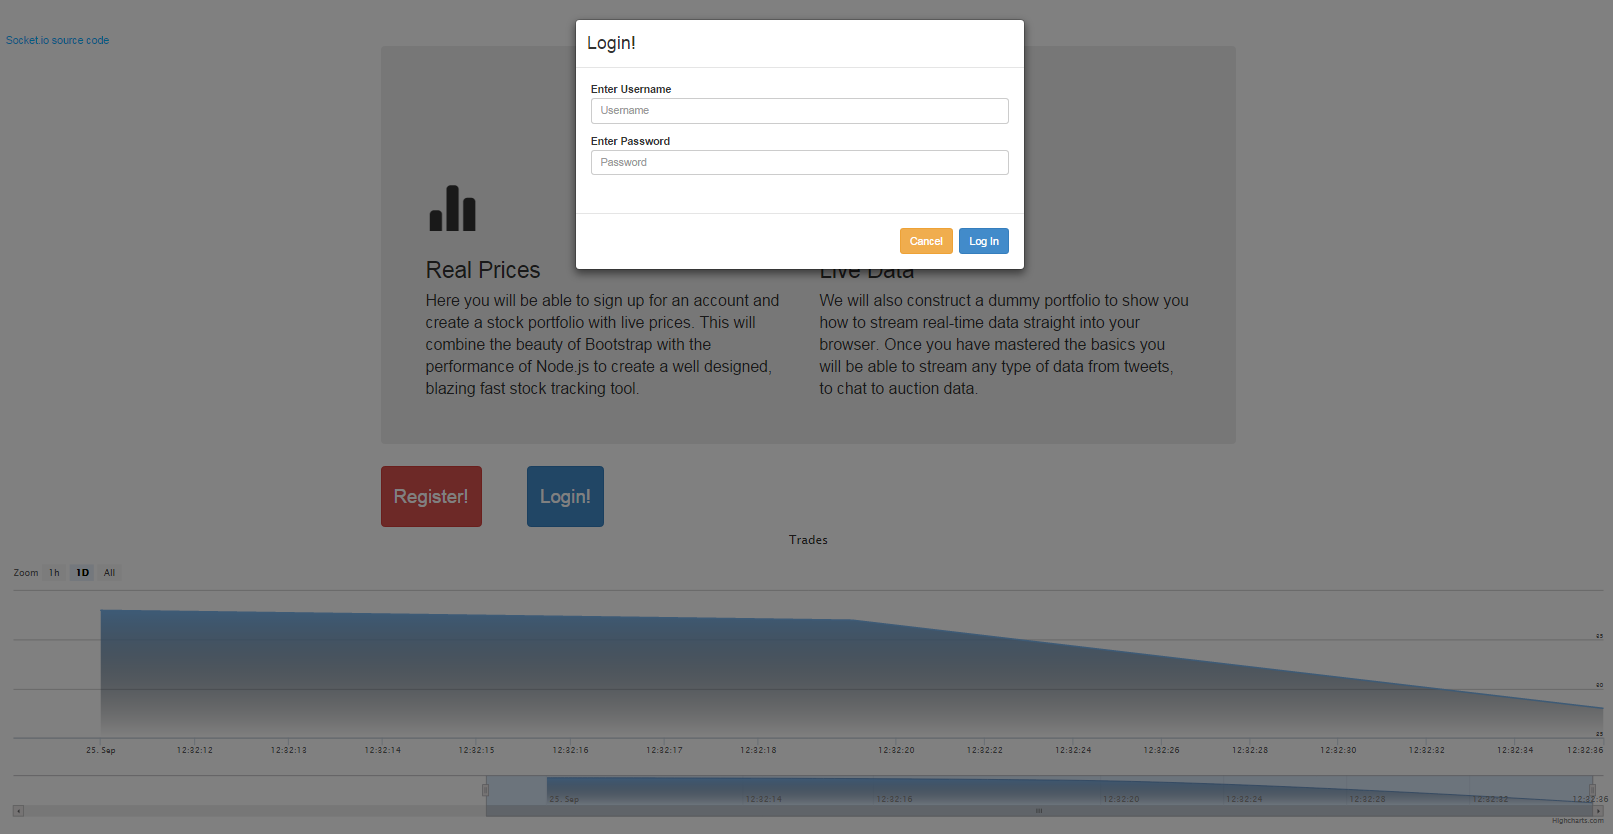 Socket.io source code
Login!
Enter Username
Username
Enter Password
Password
Cancel
Log In
Real Prices
Here you will be able to sign up for an account and
create a stock portfolio with live prices. This will
combine the beauty of Bootstrap with the
performance of Node.js to create a well designed,
blazing fast stock tracking tool.
Live Data
We will also construct a dummy portfolio to show you
how to stream real-time data straight into your
browser. Once you have mastered the basics you
will be able to stream any type of data from tweets,
to chat to auction data.
Register!
Login!
Trades
Zoom 1h 1D All
25. Sep 12:32:12 12:32:13 12:32:14 12:32:15 12:32:16 12:32:17 12:32:18 12:32:20 12:32:22 12:32:24 12:32:26 12:32:28 12:32:30 12:32:32 12:32:34 12:32:36
25. Sep 12:32:14 12:32:16 12:32:20 12:32:24 12:32:28 12:32:32 12:32:36
Highcharts.com